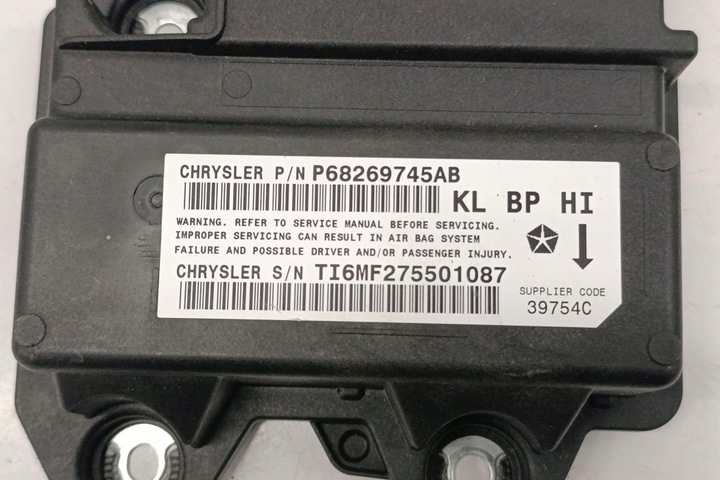 CHRYSLER P/N P68269745AB
KL BP HI
WARNING. REFER TO SERVICE MANUAL BEFORE SERVICING.
IMPROPER SERVICING CAN RESULT IN AIR BAG SYSTEM
FAILURE AND POSSIBLE DRIVER AND/OR PASSENGER INJURY.
CHRYSLER S/N TI6MF275501087
SUPPLIER CODE
39754C